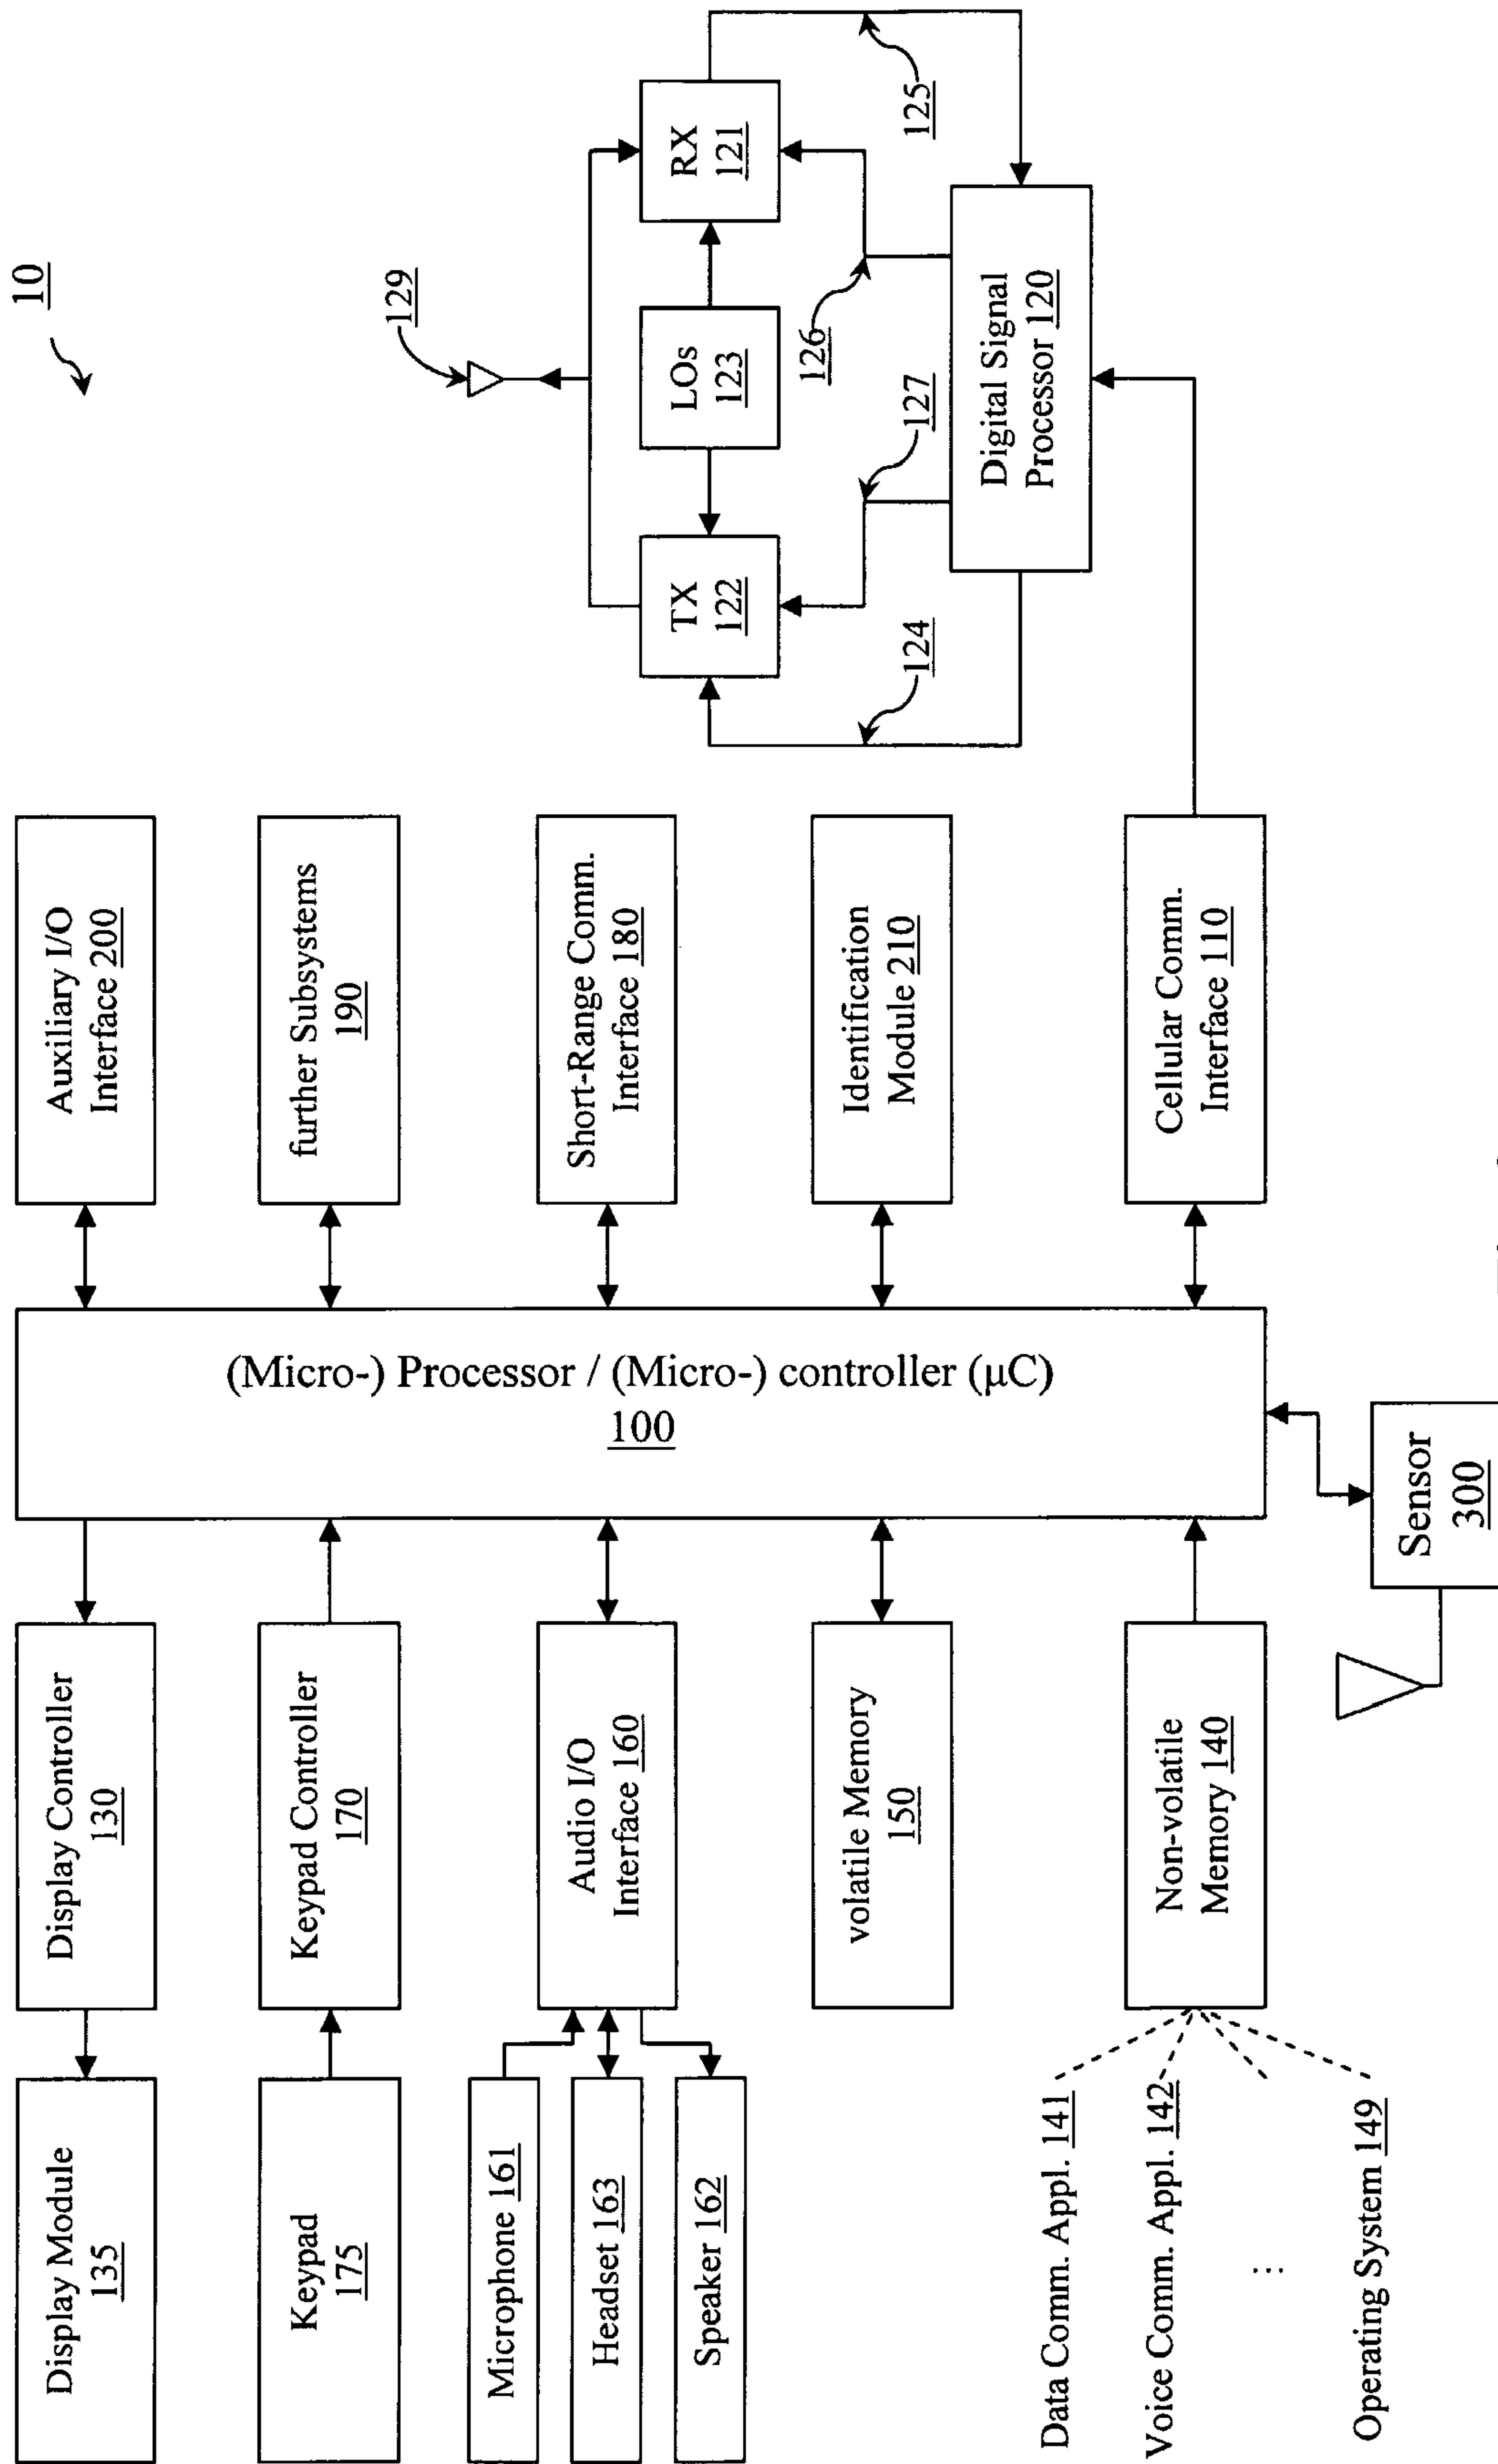 10
Display Module
135
Display Controller
130
Auxiliary I/O
Interface 200
Keypad
175
Keypad Controller
170
further Subsystems
190
Microphone 161
Headset 163
Speaker 162
Audio I/O
Interface 160
Short-Range Comm.
Interface 180
volatile Memory
150
Identification
Module 210
Non-volatile
Memory 140
Cellular Comm.
Interface 110
(Micro-) Processor / (Micro-) controller (µC)
100
Data Comm. Appl. 141
Voice Comm. Appl. 142
...
Operating System 149
Sensor
300
129
TX
122
LOs
123
RX
121
124
127
126
125
Digital Signal
Processor 120